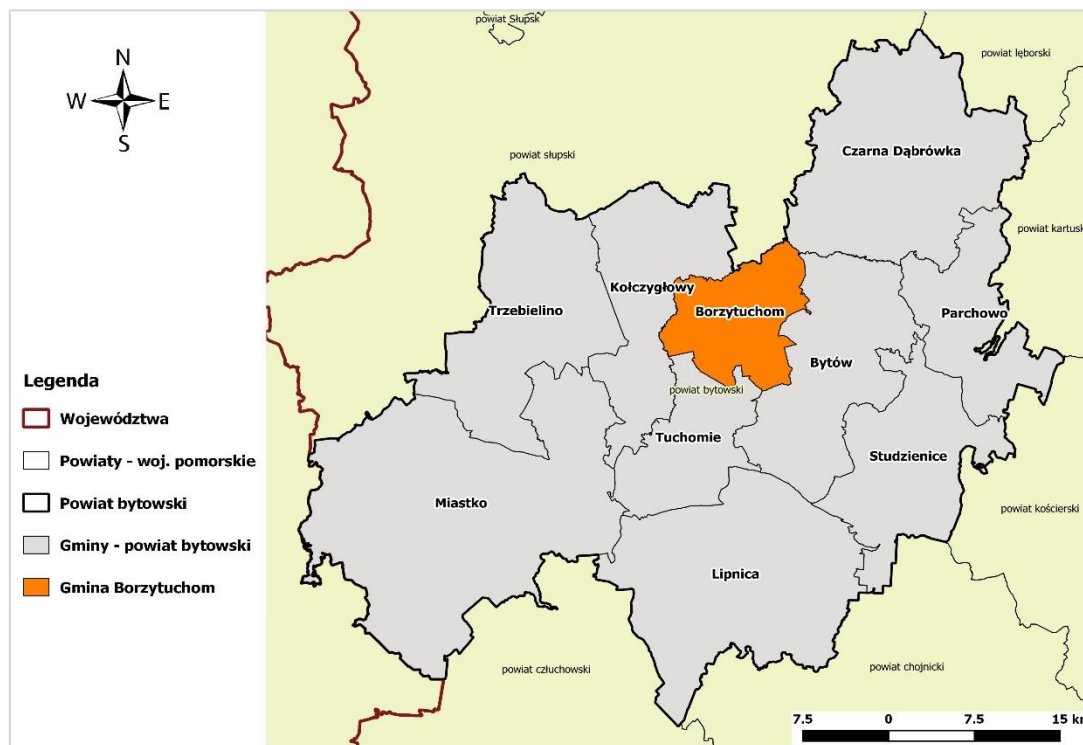 powiat Słupsk
powiat lęborski
N
W E
S
powiat słupski
Czarna Dąbrówka
powiat kartusk
Kołczygłowy
Trzebielino
Borzytuchom
Parchowo
Bytów
powiat bytowski
Legenda
Województwa
Powiaty - woj. pomorskie
Powiat bytowski
Gminy - powiat bytowski
Gmina Borzytuchom
Tuchomie
Studzienice
Miastko
powiat kościerski
Lipnica
powiat człuchowski
powiat chojnicki
7.5 0 7.5 15 km